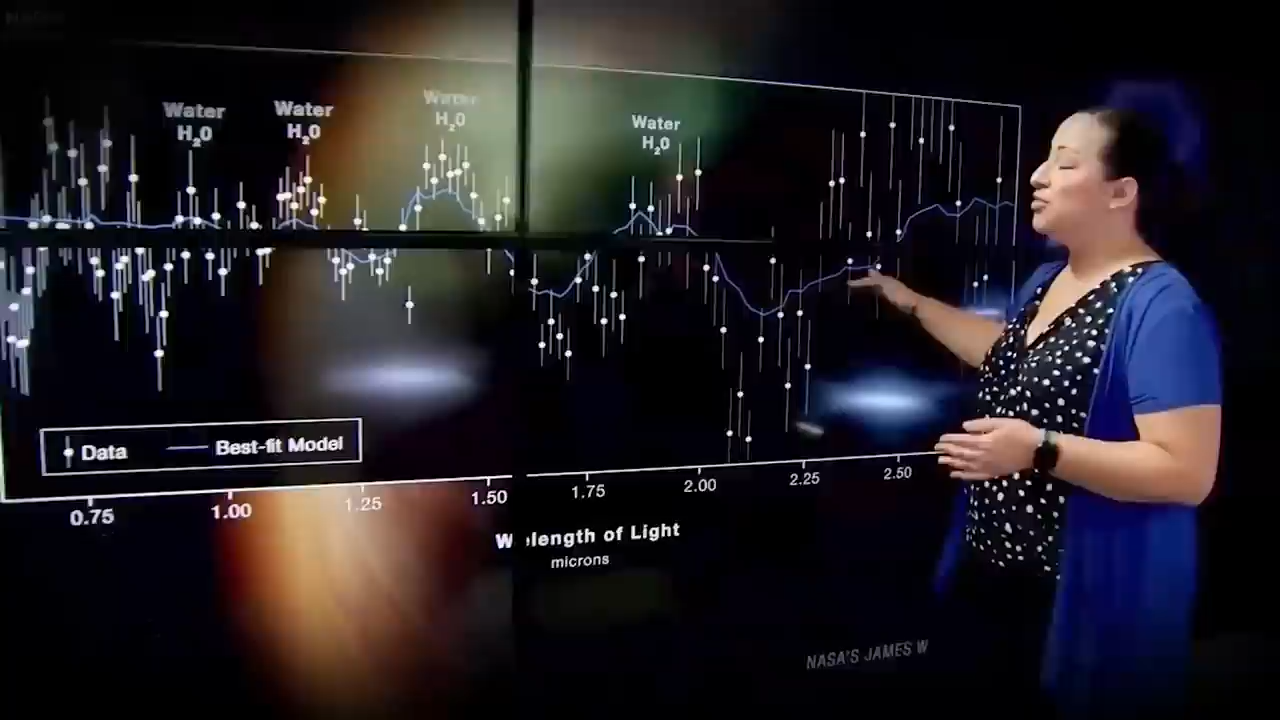 Water
H₂O
Water
H₂O
Water
H₂O
Water
H₂O
Data
Best-fit Model
0.75
1.00
1.25
1.50
1.75
2.00
2.25
2.50
of Light
microns
NASA'S JAMES W